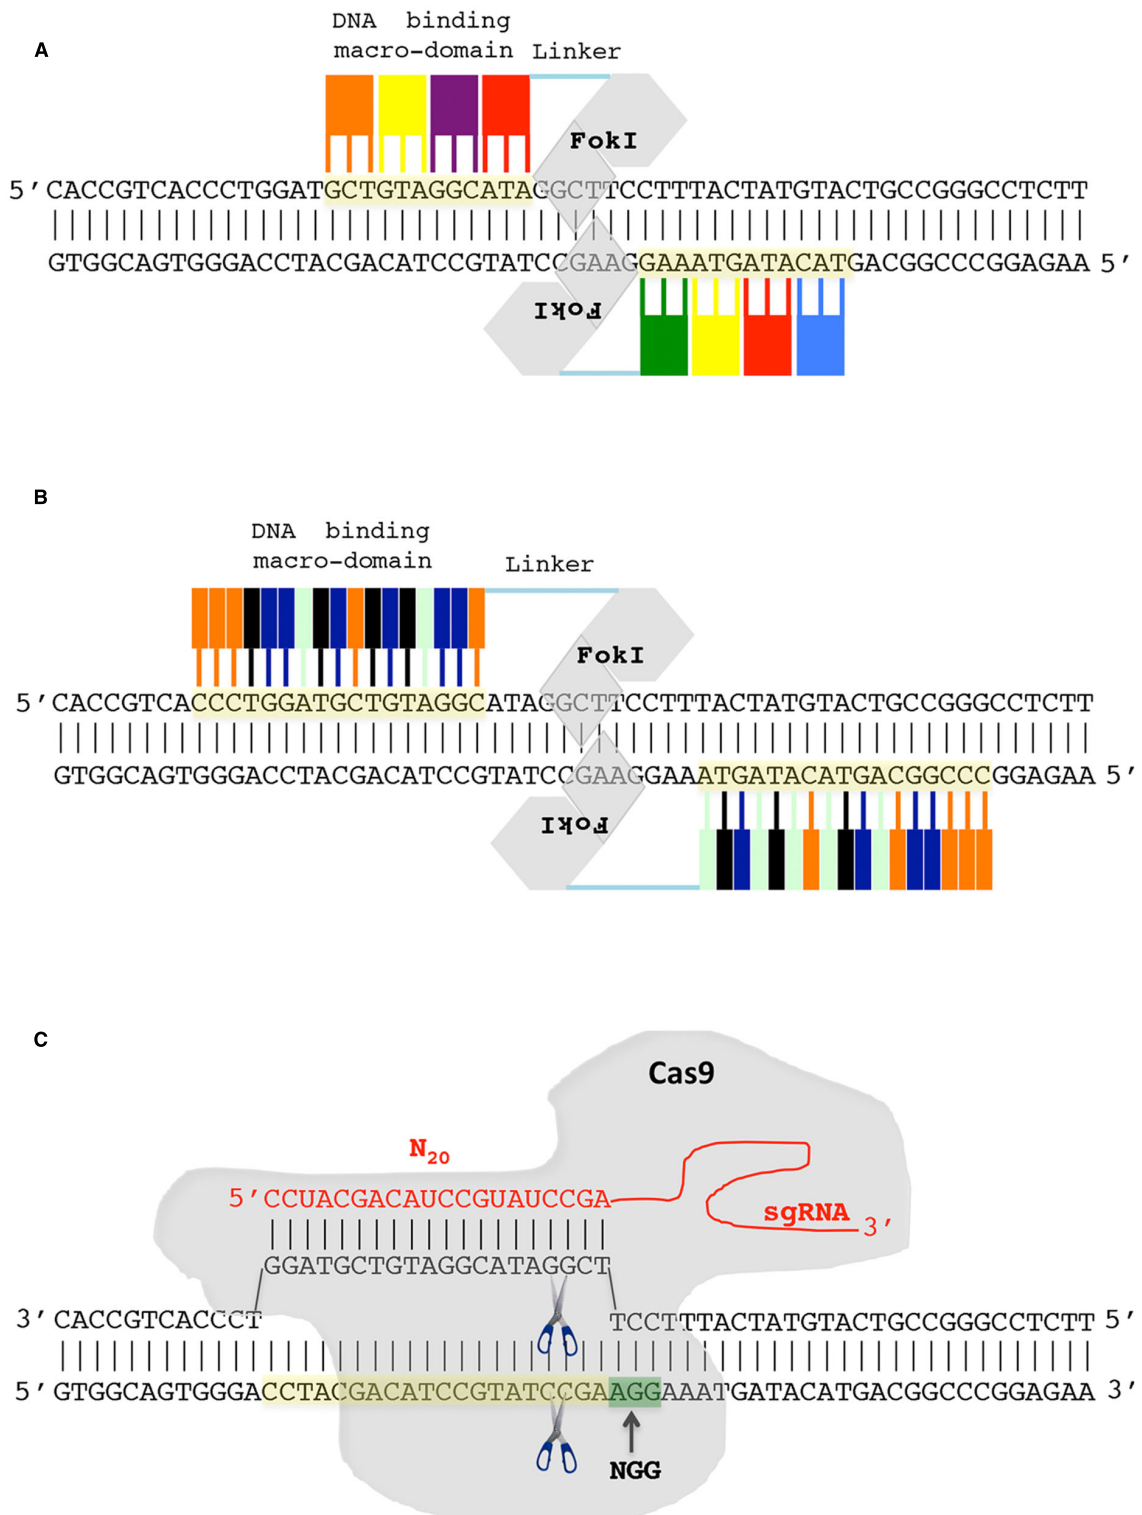 A
DNA binding
macro-domain
Linker
FokI
5'CACCGTCACCCTGGATGCTGTAGGCATAGGCTTCCTTTACTATGTACTGCCGGGCCTCTT
GTGGCAGTGGGACCTACGACATCCGTATCCGAAGGAAATGATACATGACGGCCCGGAGAA 5'
FokI
B
DNA binding
macro-domain
Linker
FokI
5'CACCGTCACCCTGGATGCTGTAGGCATAGGCTTCCTTTACTATGTACTGCCGGGCCTCTT
GTGGCAGTGGGACCTACGACATCCGTATCCGAAGGAAATGATACATGACGGCCCGGAGAA 5'
FokI
C
Cas9
N20
5'CCUACGACAUCCGUAUCCGA
sgRNA 3'
GGATGCTGTAGGCATAGGCT
3'CACCGTCACCCT TCCTTTACTATGTACTGCCGGGCCTCTT 5'
5'GTGGCAGTGGGACCTACGACATCCGTATCCGAAGGAAATGATACATGACGGCCCGGAGAA 3'
NGG